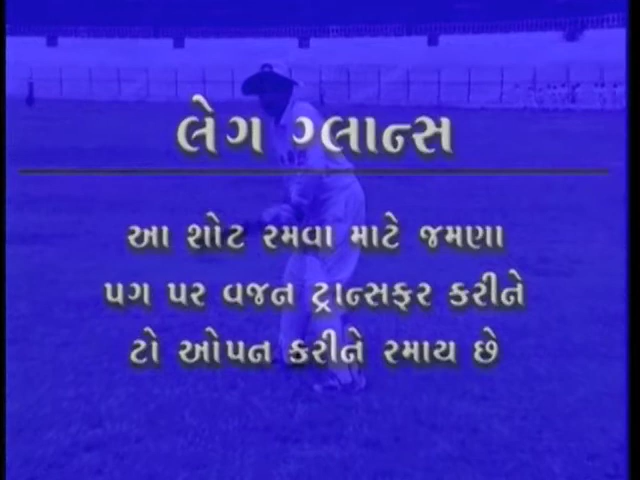 લેગ ગ્લાન્સ
આ શોટ રમવા માટે જમણા
પગ પર વજન ટ્રાન્સફર કરીને
ટો ઓપન કરીને રમાય છે